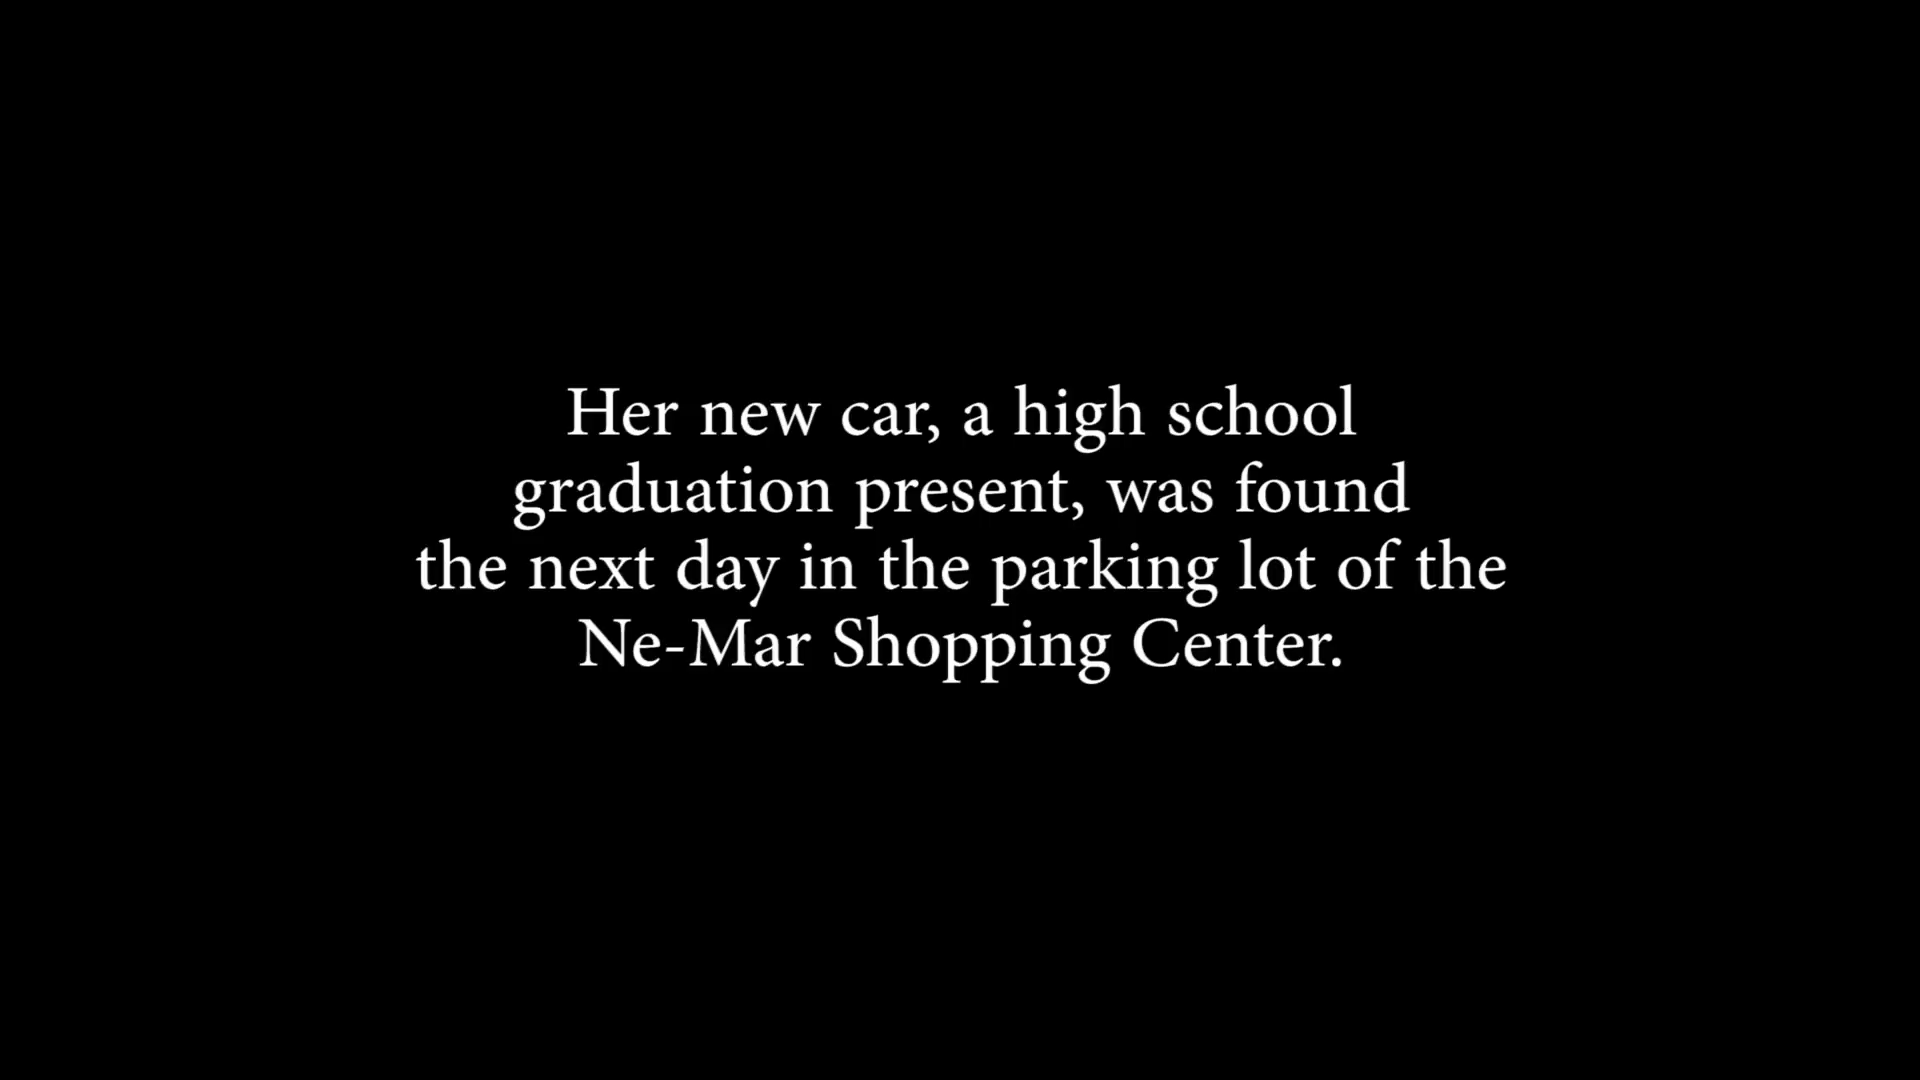 Her new car, a high school
graduation present, was found
the next day in the parking lot of the
Ne-Mar Shopping Center.